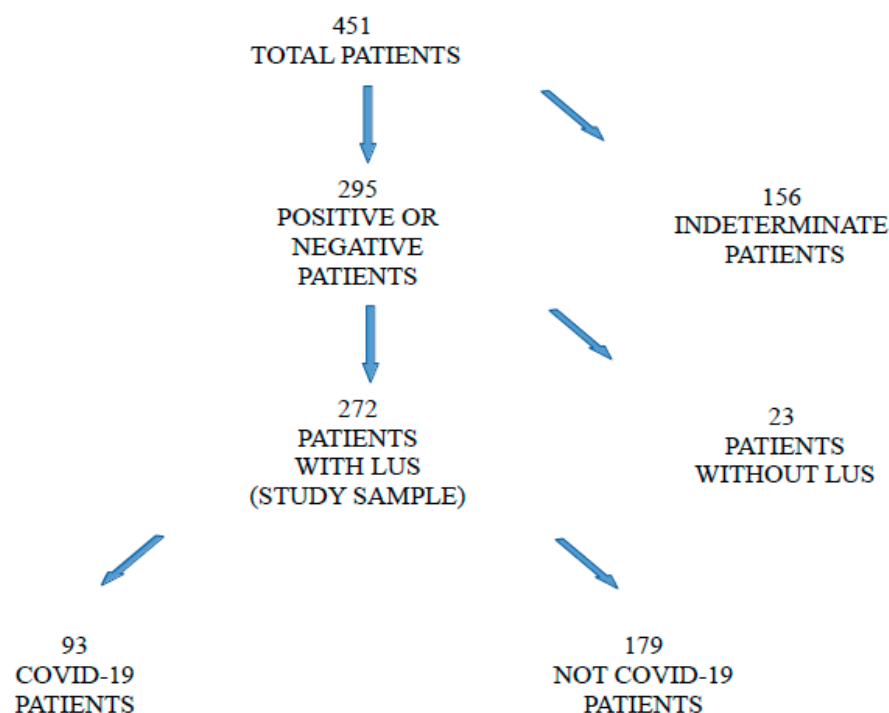 451
TOTAL PATIENTS
295
POSITIVE OR
NEGATIVE
PATIENTS
156
INDETERMINATE
PATIENTS
272
PATIENTS
WITH LUS
(STUDY SAMPLE)
23
PATIENTS
WITHOUT LUS
93
COVID-19
PATIENTS
179
NOT COVID-19
PATIENTS